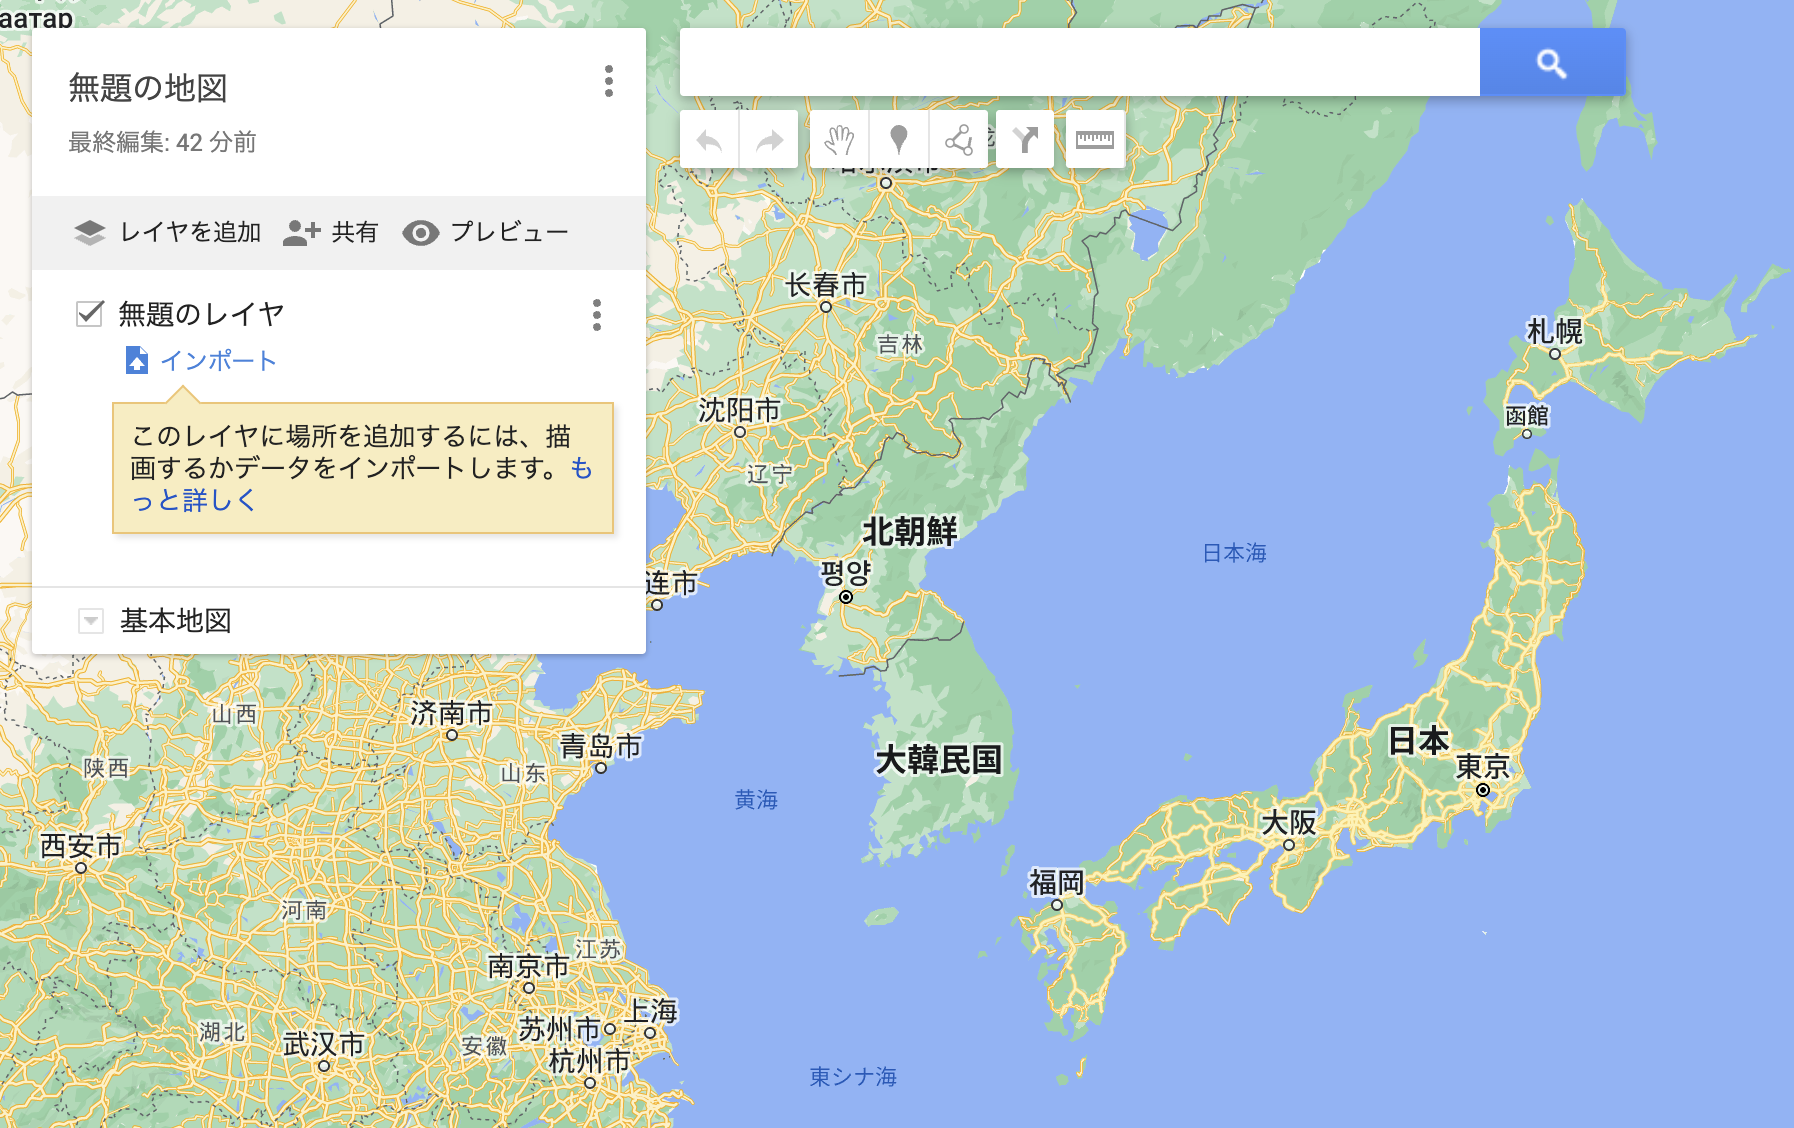 аатар
無題の地図
最終編集: 42 分前
レイヤを追加
共有
プレビュー
無題のレイヤ
インポート
このレイヤに場所を追加するには、描
画するかデータをインポートします。も
っと詳しく
基本地図
长春市
吉林
沈阳市
辽宁
北朝鮮
평양
连市
大韓民国
日本海
札幌
函館
日本
東京
大阪
福岡
黄海
東シナ海
山西
济南市
青岛市
山东
陕西
西安市
河南
江苏
南京市
上海
苏州市
杭州市
安徽
湖北
武汉市